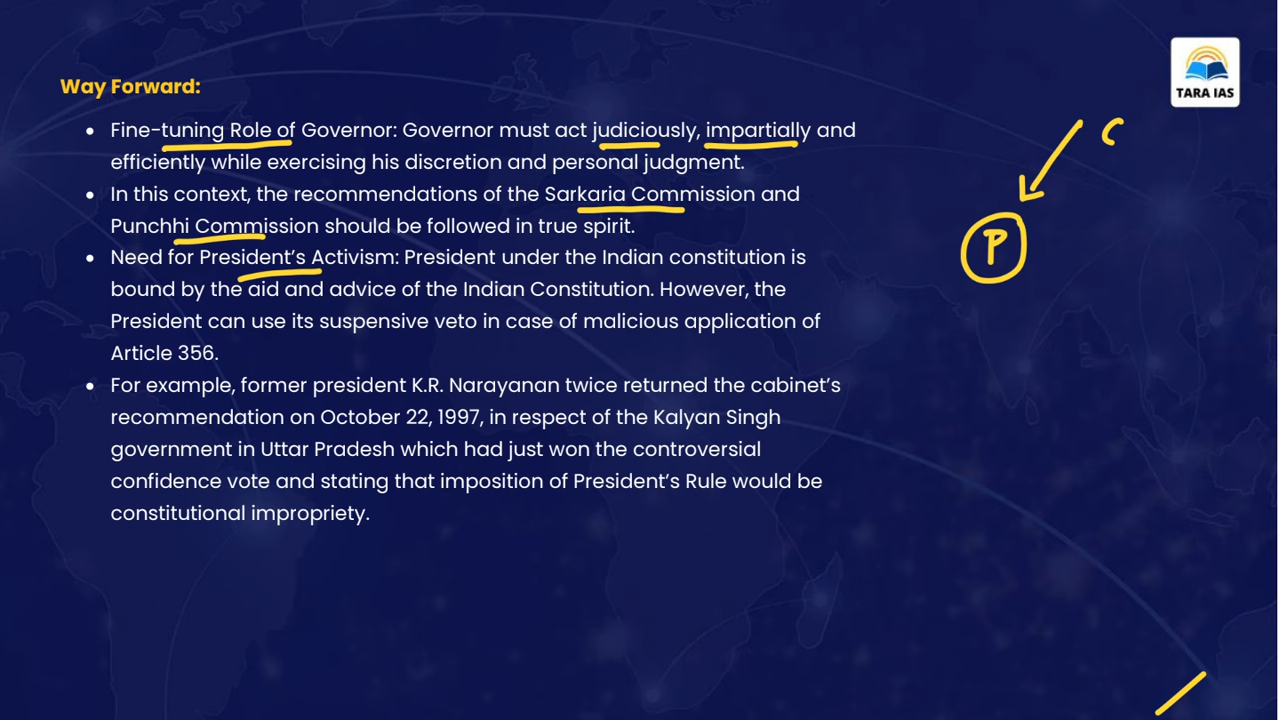 TARA IAS
Way Forward:
• Fine-tuning Role of Governor: Governor must act judiciously, impartially and
efficiently while exercising his discretion and personal judgment.
• In this context, the recommendations of the Sarkaria Commission and
Punchhi Commission should be followed in true spirit.
• Need for President’s Activism: President under the Indian constitution is
bound by the aid and advice of the Indian Constitution. However, the
President can use its suspensive veto in case of malicious application of
Article 356.
• For example, former president K.R. Narayanan twice returned the cabinet’s
recommendation on October 22, 1997, in respect of the Kalyan Singh
government in Uttar Pradesh which had just won the controversial
confidence vote and stating that imposition of President’s Rule would be
constitutional impropriety.
C
P